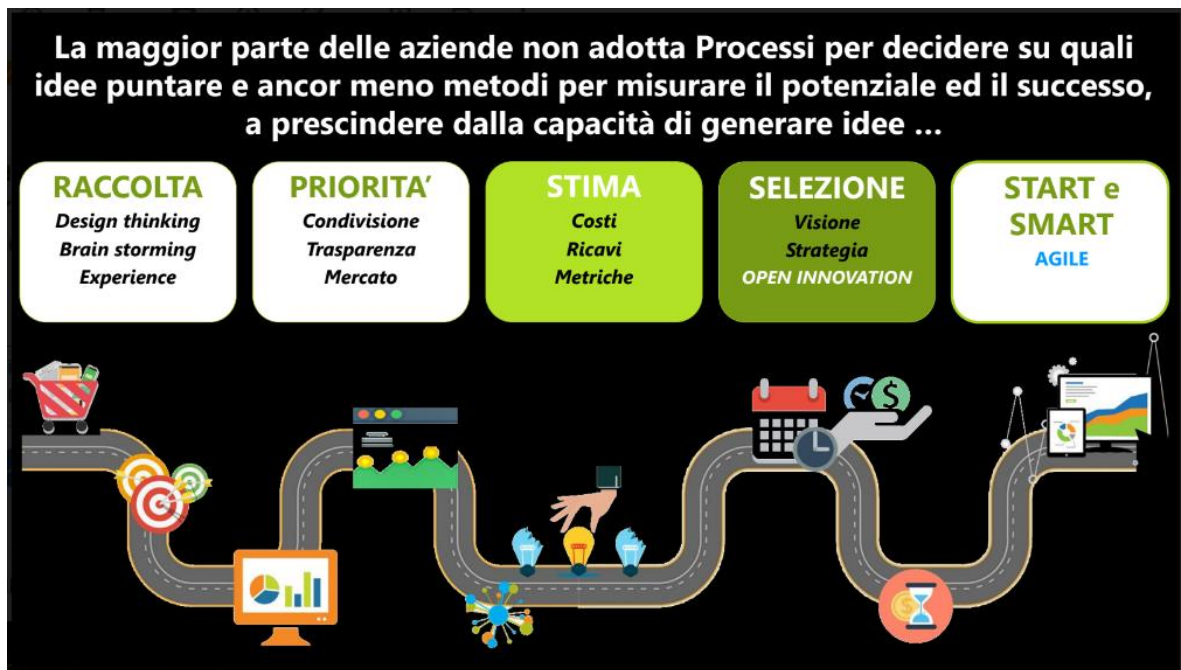 La maggior parte delle aziende non adotta Processi per decidere su quali
idee puntare e ancor meno metodi per misurare il potenziale ed il successo,
a prescindere dalla capacità di generare idee ...
RACCOLTA
Design thinking
Brain storming
Experience
PRIORITA’
Condivisione
Trasparenza
Mercato
STIMA
Costi
Ricavi
Metriche
SELEZIONE
Visione
Strategia
OPEN INNOVATION
START e
SMART
AGILE